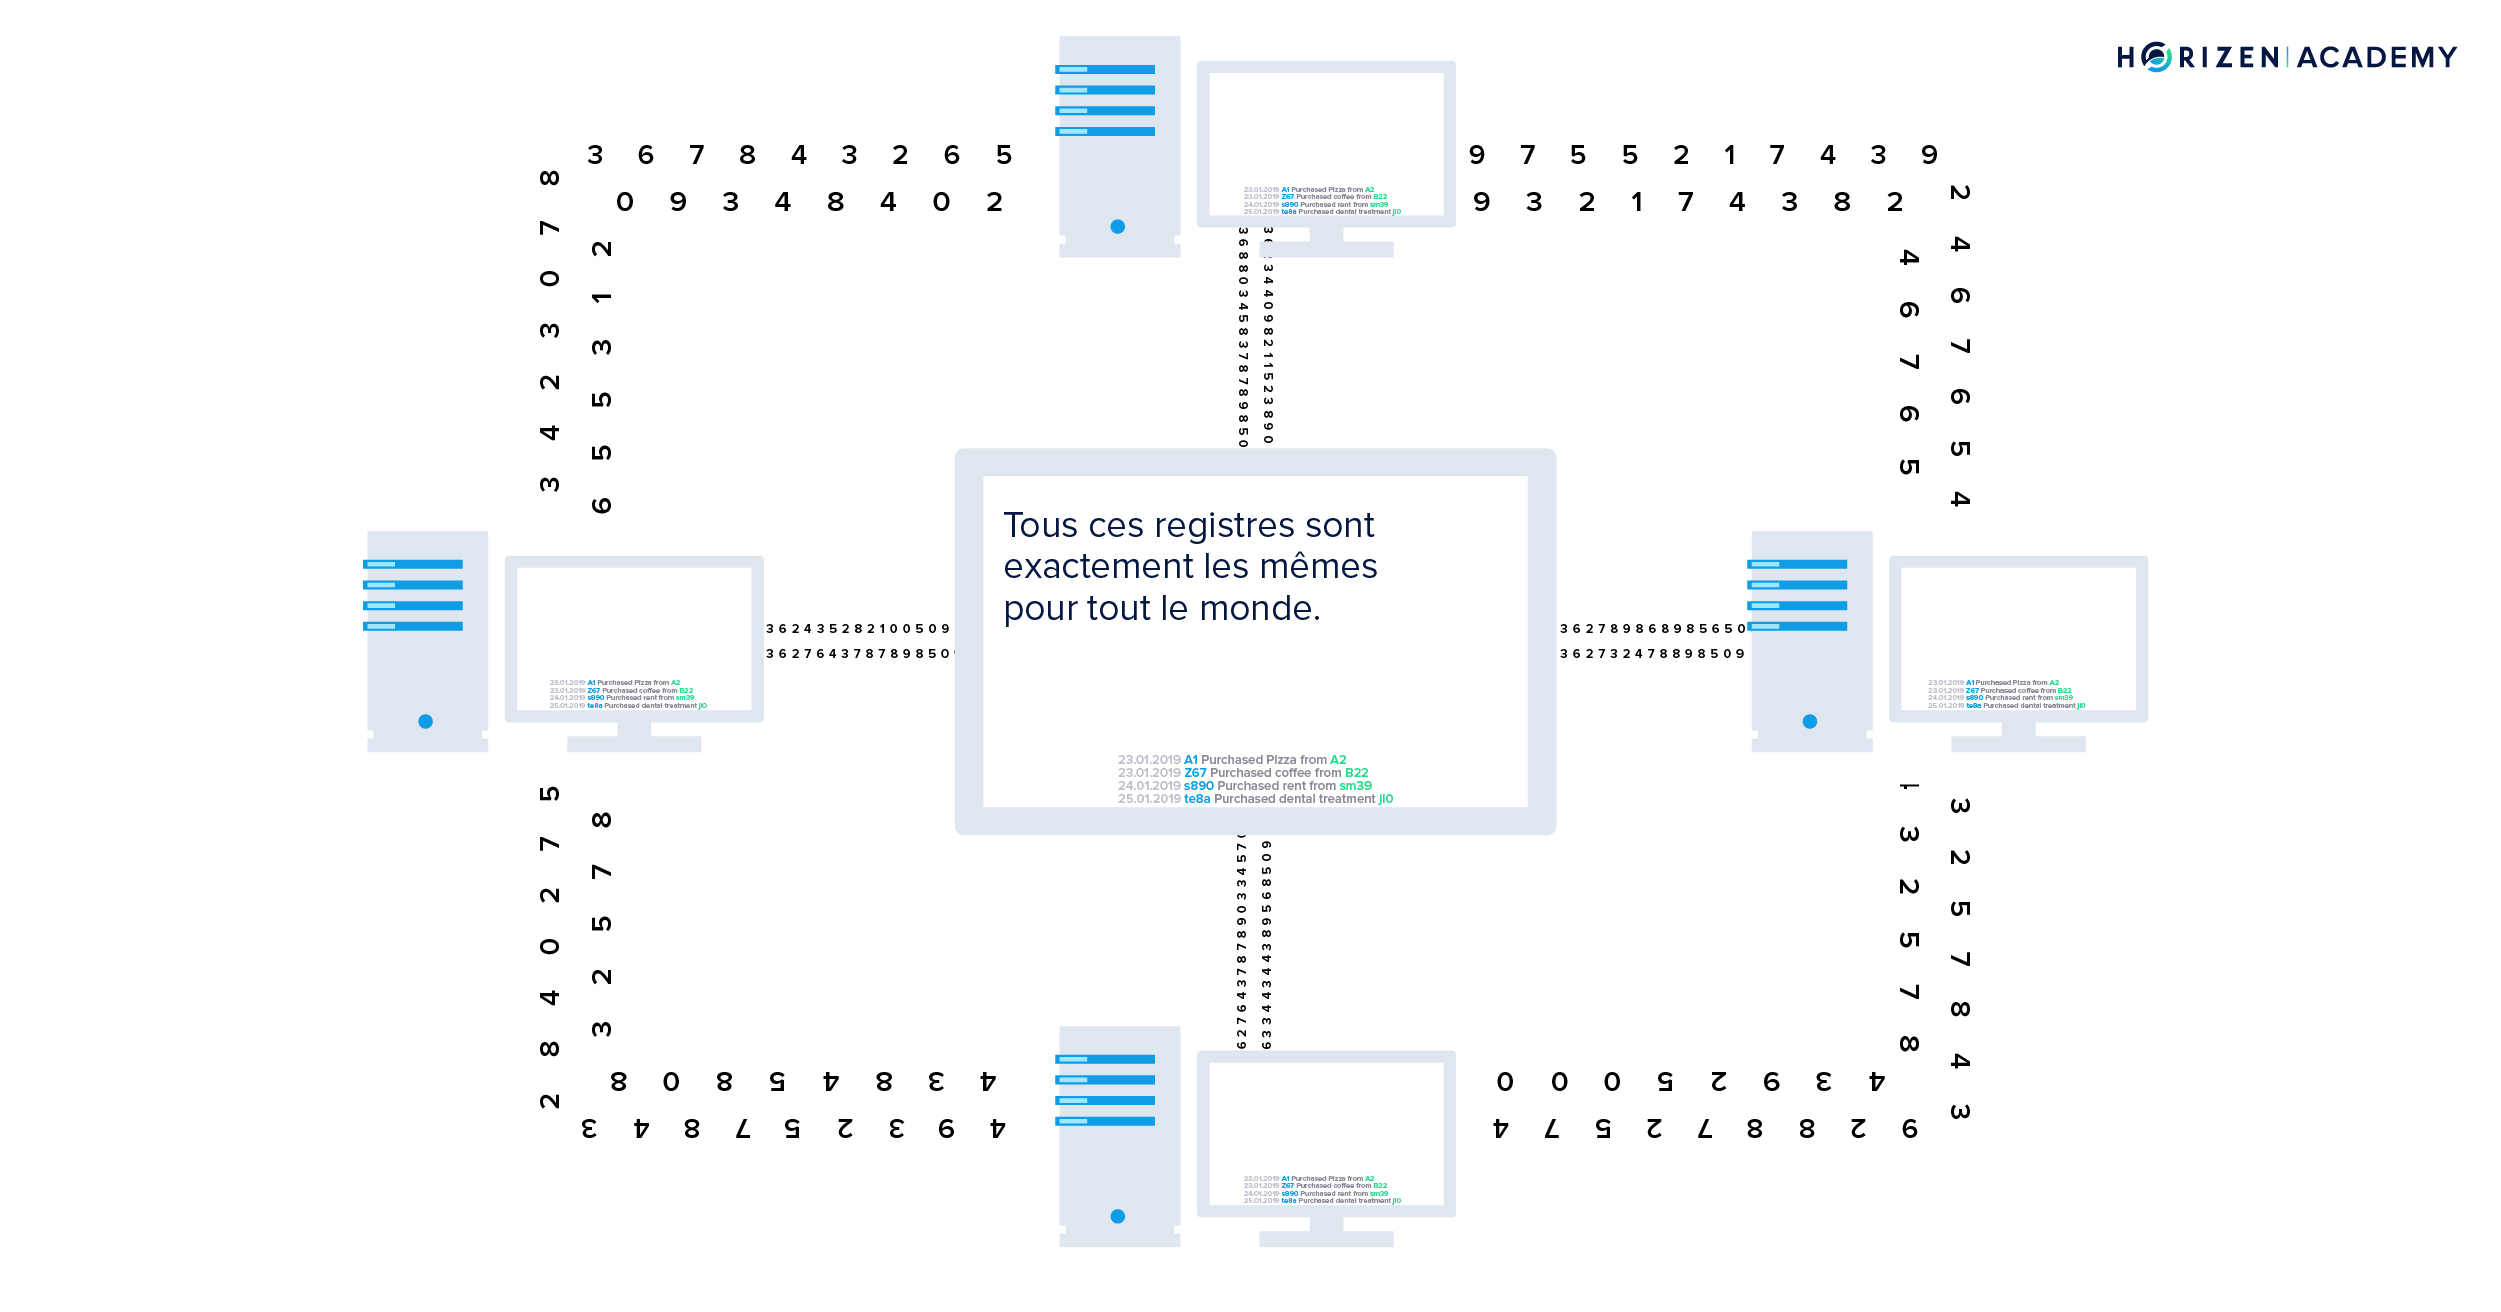 HORIZEN | ACADEMY
3 6 7 8 4 3 2 6 5
9 7 5 5 2 1 7 4 3 9
0 9 3 4 8 4 0 2
9 3 2 1 7 4 3 8 2
8 7 0 3 2 4 3
2 1 3 5 5 6
4 6 7 6 5
2 4 6 7 6 5 4
23.01.2019 A1 Purchased Pizza from A2
23.01.2019 Z67 Purchased coffee from B22
24.01.2019 s890 Purchased rent from sm39
25.01.2019 te8a Purchased dental treatment jl0
3 6 8 8 0 3 4 5 8 3 7 8 7 8 9 8 5 0
3 4 4 0 9 8 2 1 1 5 2 3 8 9 0
Tous ces registres sont
exactement les mêmes
pour tout le monde.
23.01.2019 A1 Purchased Pizza from A2
23.01.2019 Z67 Purchased coffee from B22
24.01.2019 s890 Purchased rent from sm39
25.01.2019 te8a Purchased dental treatment jl0
3 6 2 4 3 5 2 8 2 1 0 0 5 0 9
3 6 2 7 6 4 3 7 8 7 8 9 8 5 0
3 6 2 7 8 9 8 6 8 9 8 5 6 5 0
3 6 2 7 3 2 4 7 8 8 9 8 5 0 9
23.01.2019 A1 Purchased Pizza from A2
23.01.2019 Z67 Purchased coffee from B22
24.01.2019 s890 Purchased rent from sm39
25.01.2019 te8a Purchased dental treatment jl0
23.01.2019 A1 Purchased Pizza from A2
23.01.2019 Z67 Purchased coffee from B22
24.01.2019 s890 Purchased rent from sm39
25.01.2019 te8a Purchased dental treatment jl0
5 7 2 0 4 8 2
8 7 5 2 3
6 2 7 6 4 3 7 8 7 8 9 0 3 3 4 5 7
6 3 3 4 4 3 4 4 3 8 9 5 6 8 5 0 9
3 2 5 7 8
3 2 5 7 8 4 3
8 0 8 5 4 8 3 4
3 4 8 7 5 2 3 9 4
0 0 0 5 2 9 3 4
4 7 5 2 7 8 8 2 9
23.01.2019 A1 Purchased Pizza from A2
23.01.2019 Z67 Purchased coffee from B22
24.01.2019 s890 Purchased rent from sm39
25.01.2019 te8a Purchased dental treatment jl0